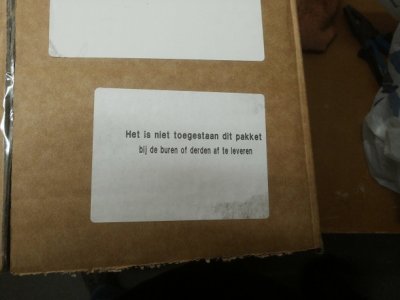 Het is niet toegestaan dit pakket
bij de buren of derden af te leveren